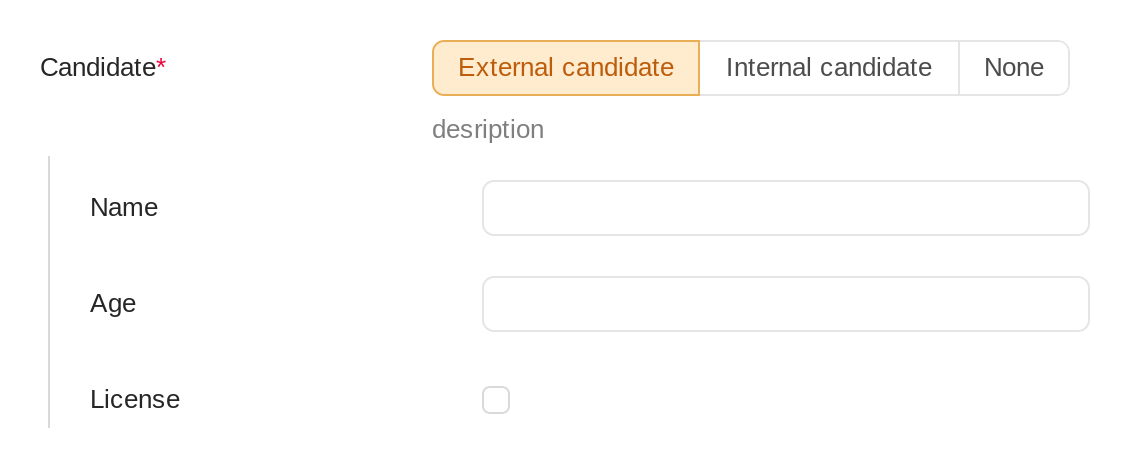 Candidate* External candidate Internal candidate None
desription
Name
Age
License